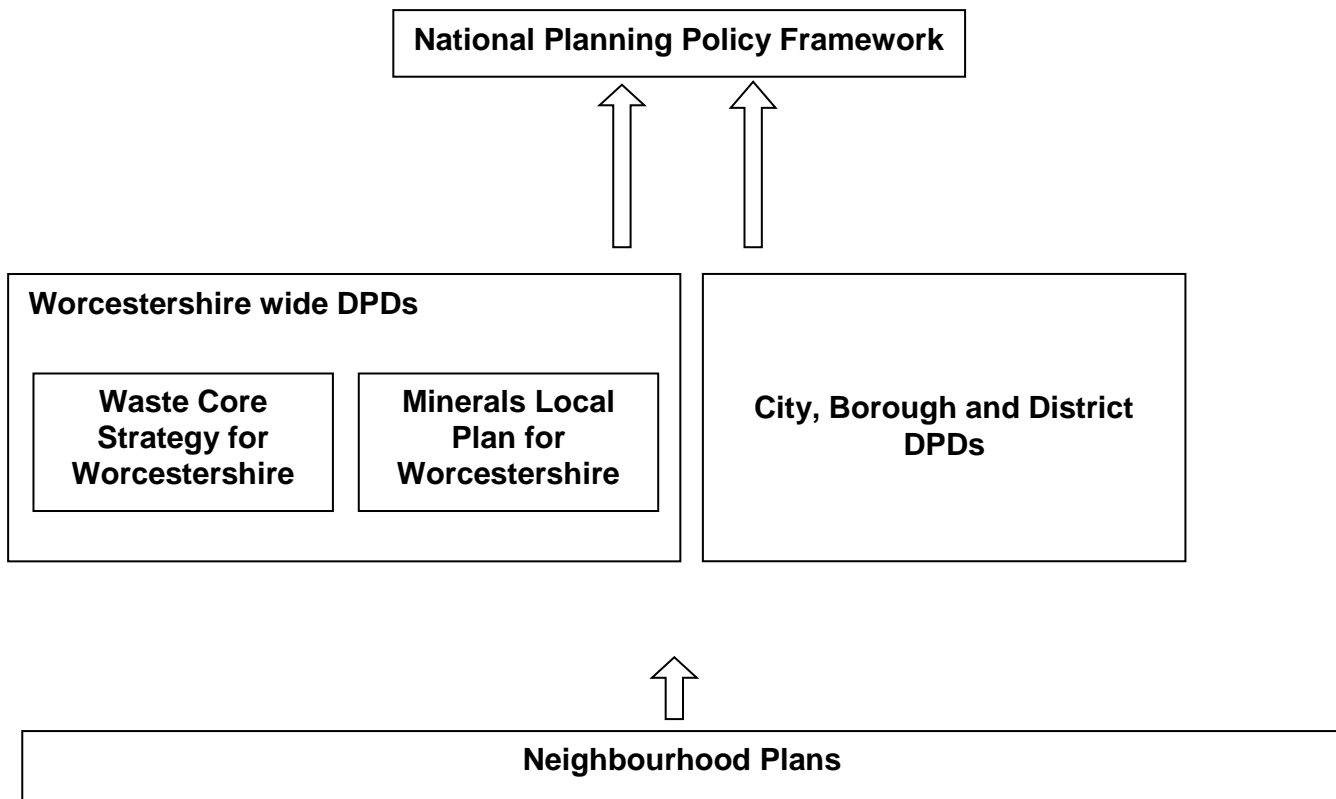 National Planning Policy Framework
Worcestershire wide DPDs
Waste Core
Strategy for
Worcestershire
Minerals Local
Plan for
Worcestershire
City, Borough and District
DPDs
Neighbourhood Plans